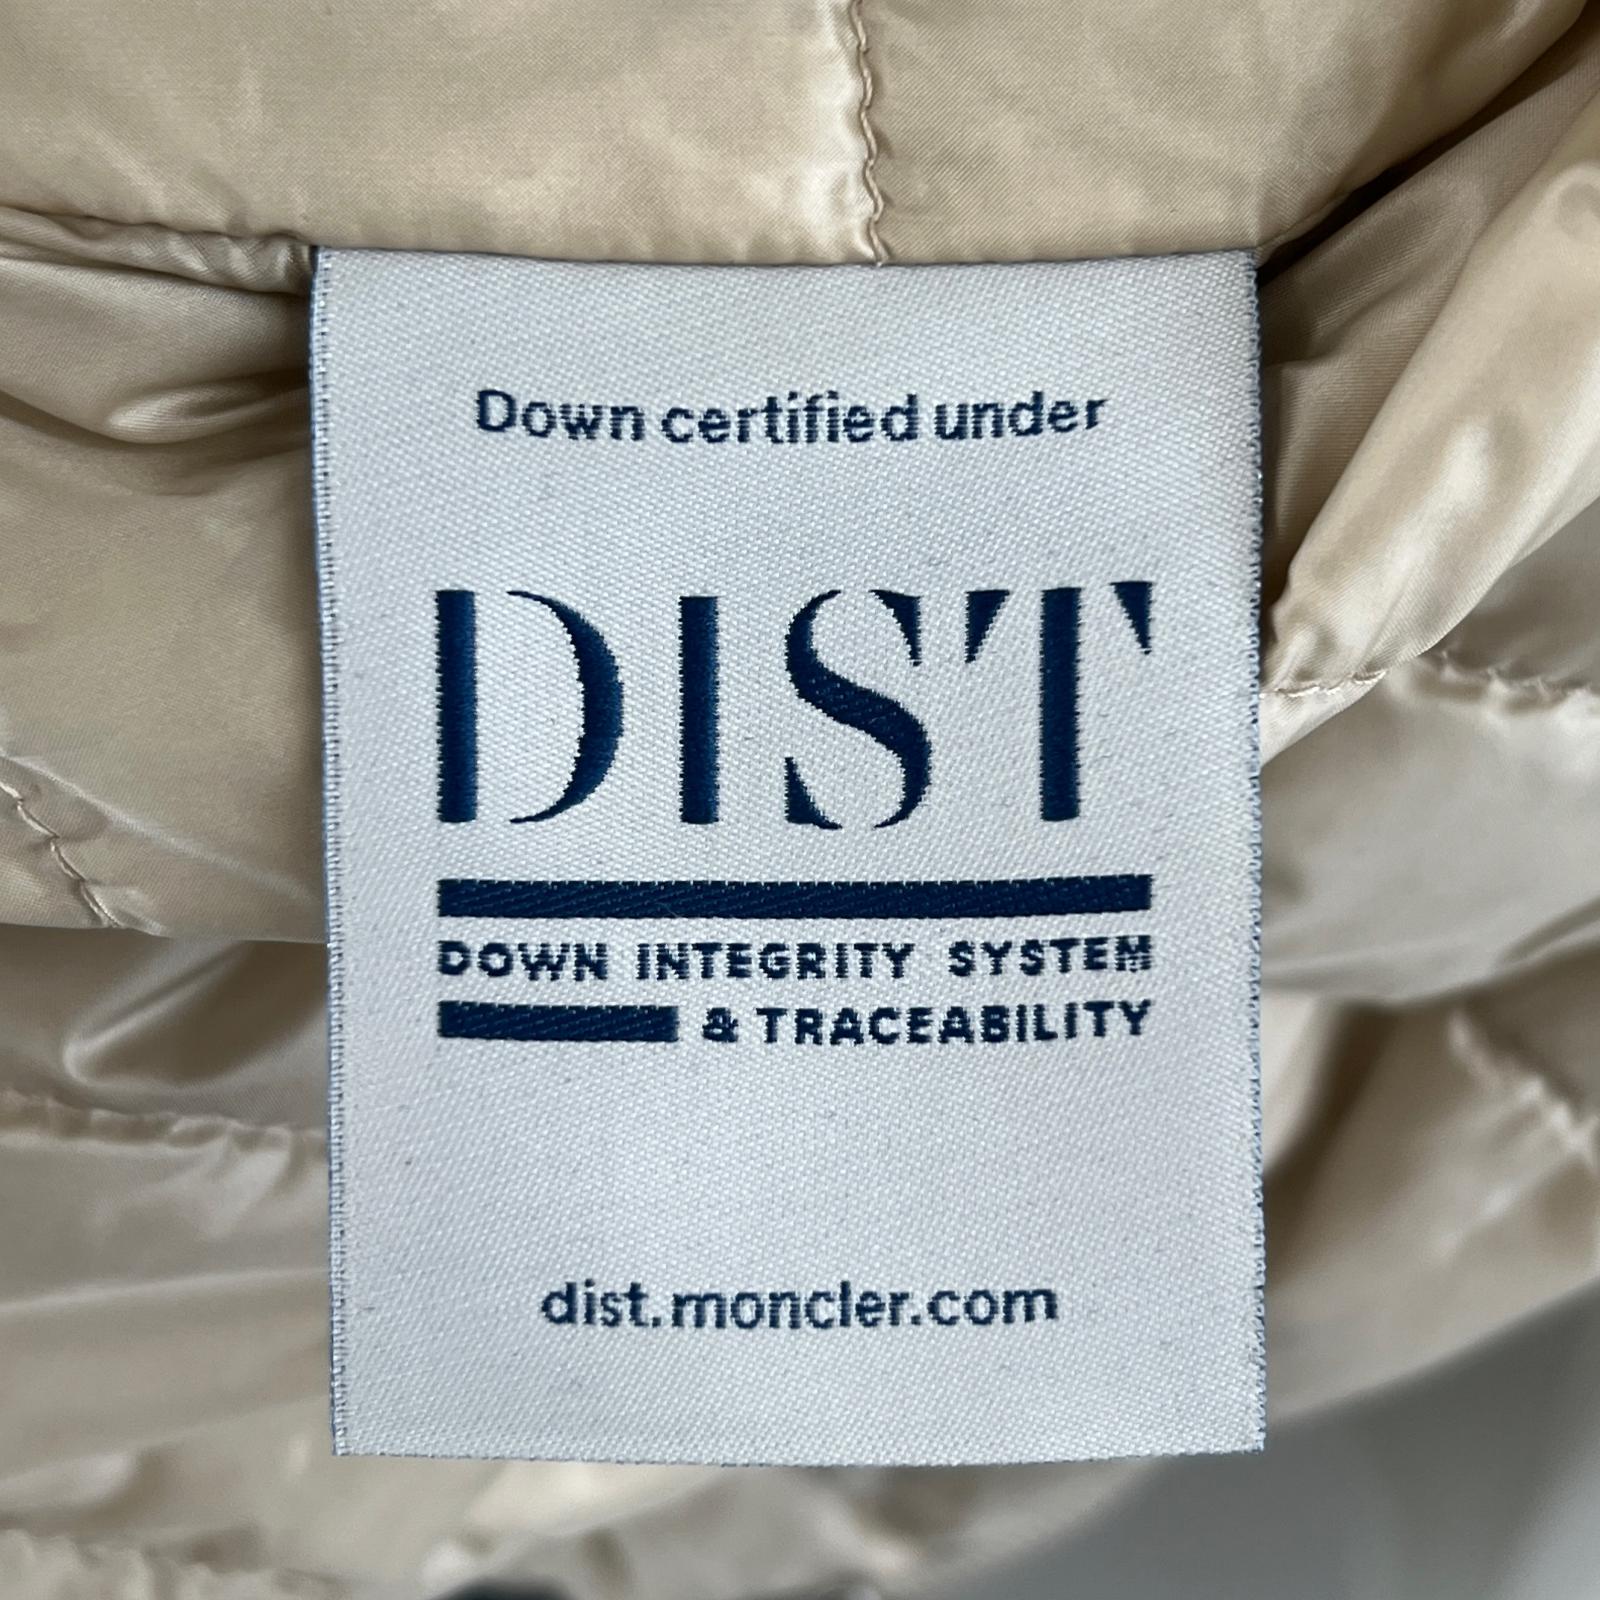 Down certified under
DIST
DOWN INTEGRITY SYSTEM
& TRACEABILITY
dist.moncler.com